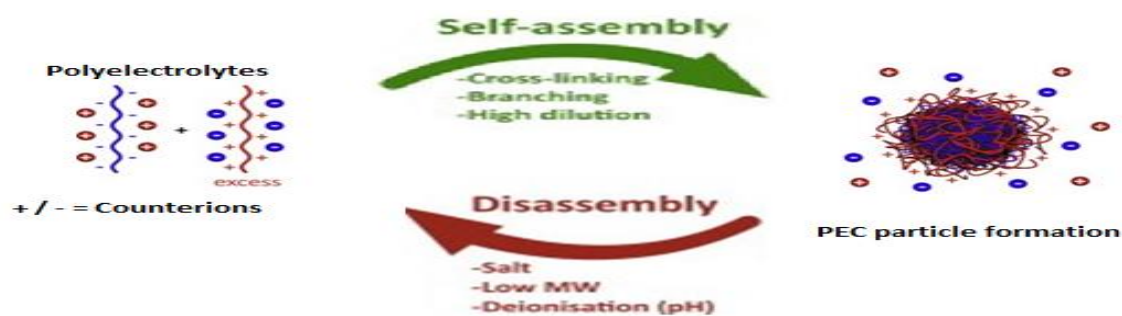 Self-assembly
Polyelectrolytes
-Cross-linking
-Branching
-High dilution
+
excess
+ / - = Counterions
Disassembly
PEC particle formation
-Salt
-Low MW
-Deionisation (pH)